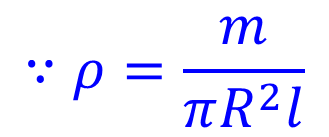 ∵ ρ = m / πR²l